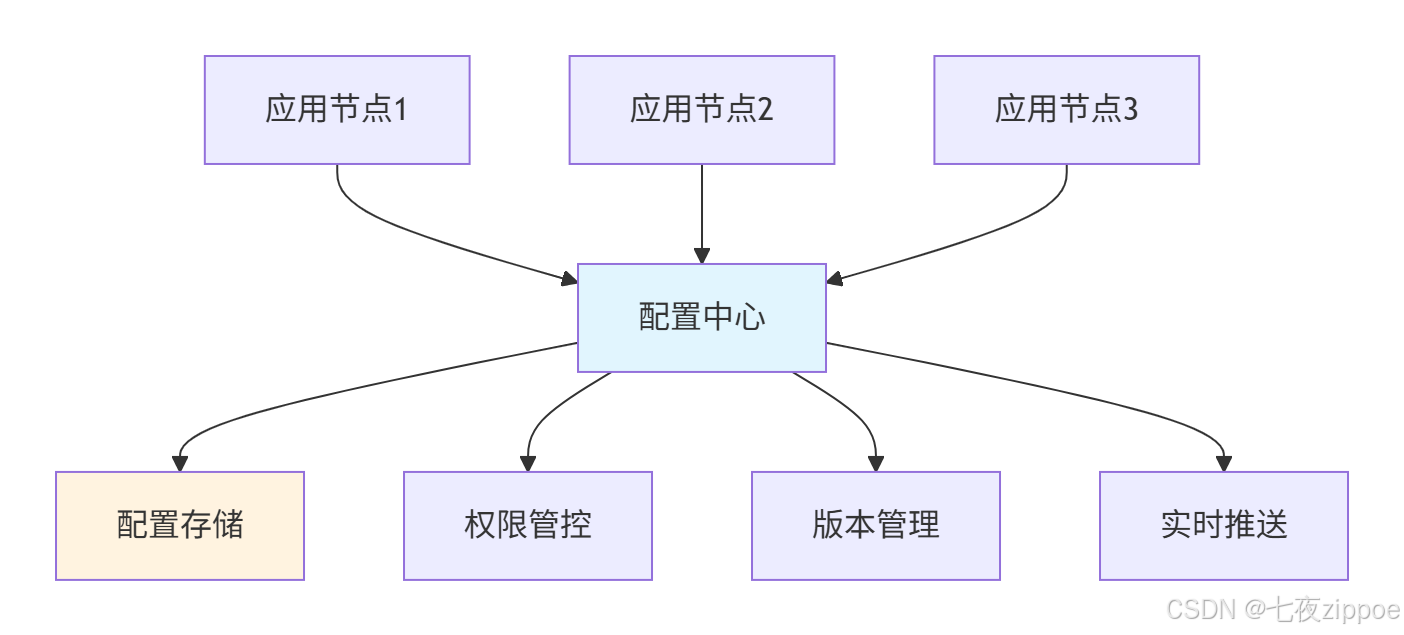 应用节点1
应用节点2
应用节点3
配置中心
配置存储
权限管控
版本管理
实时推送
CSDN @七夜zippoe